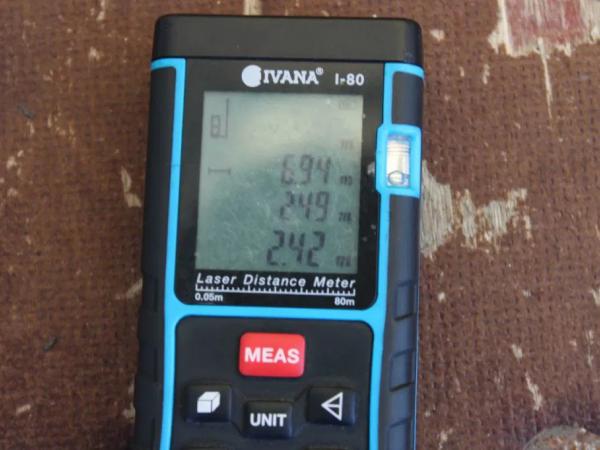 IVANA® I-80
6.94 m
2.49 m
2.42 m
Laser Distance Meter
0.05m 80m
MEAS
UNIT